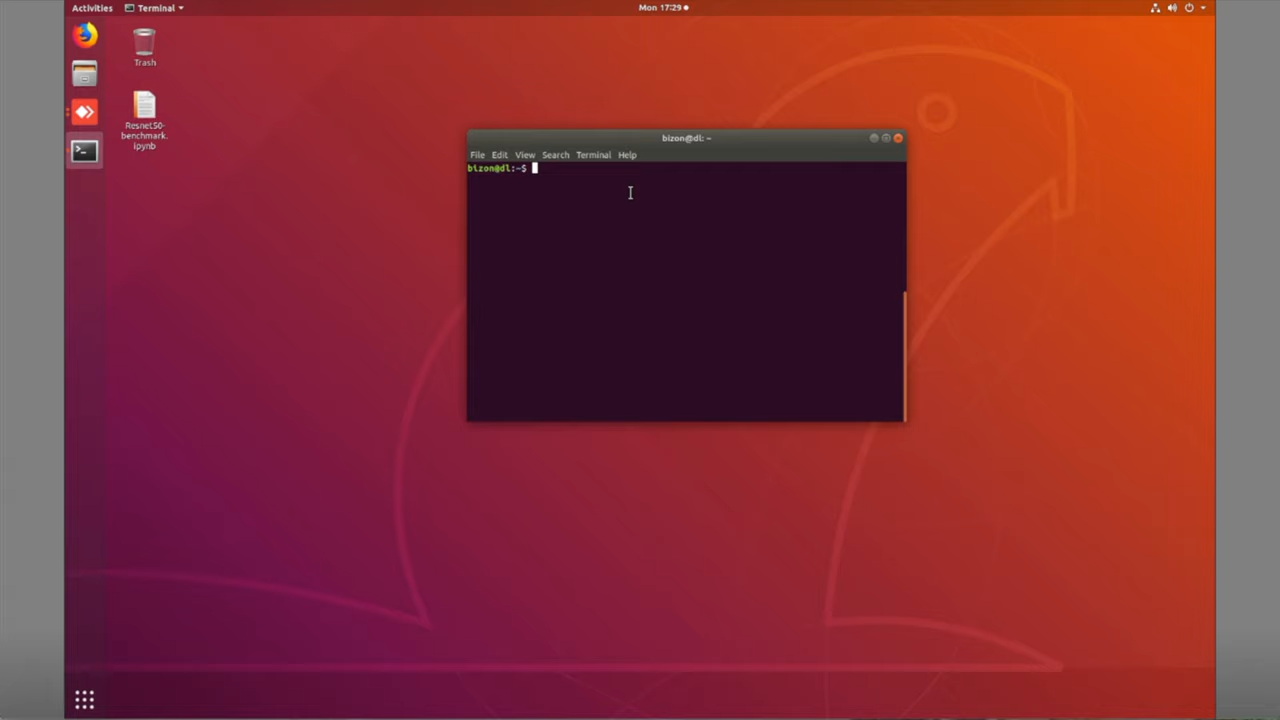 Activities Terminal Mon 17:29
Trash
Resnet50-
benchmark.
ipynb
bizon@dl: ~
File Edit View Search Terminal Help
bizon@dl:~$